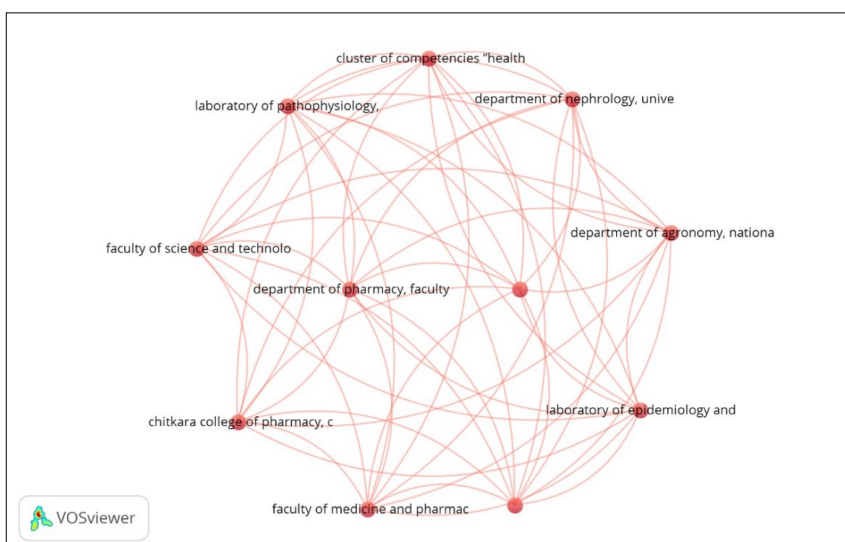 cluster of competencies “health
department of nephrology, unive
laboratory of pathophysiology,
department of agronomy, nationa
faculty of science and technolo
department of pharmacy, faculty
laboratory of epidemiology and
chitkara college of pharmacy, c
faculty of medicine and pharmac
VOSviewer